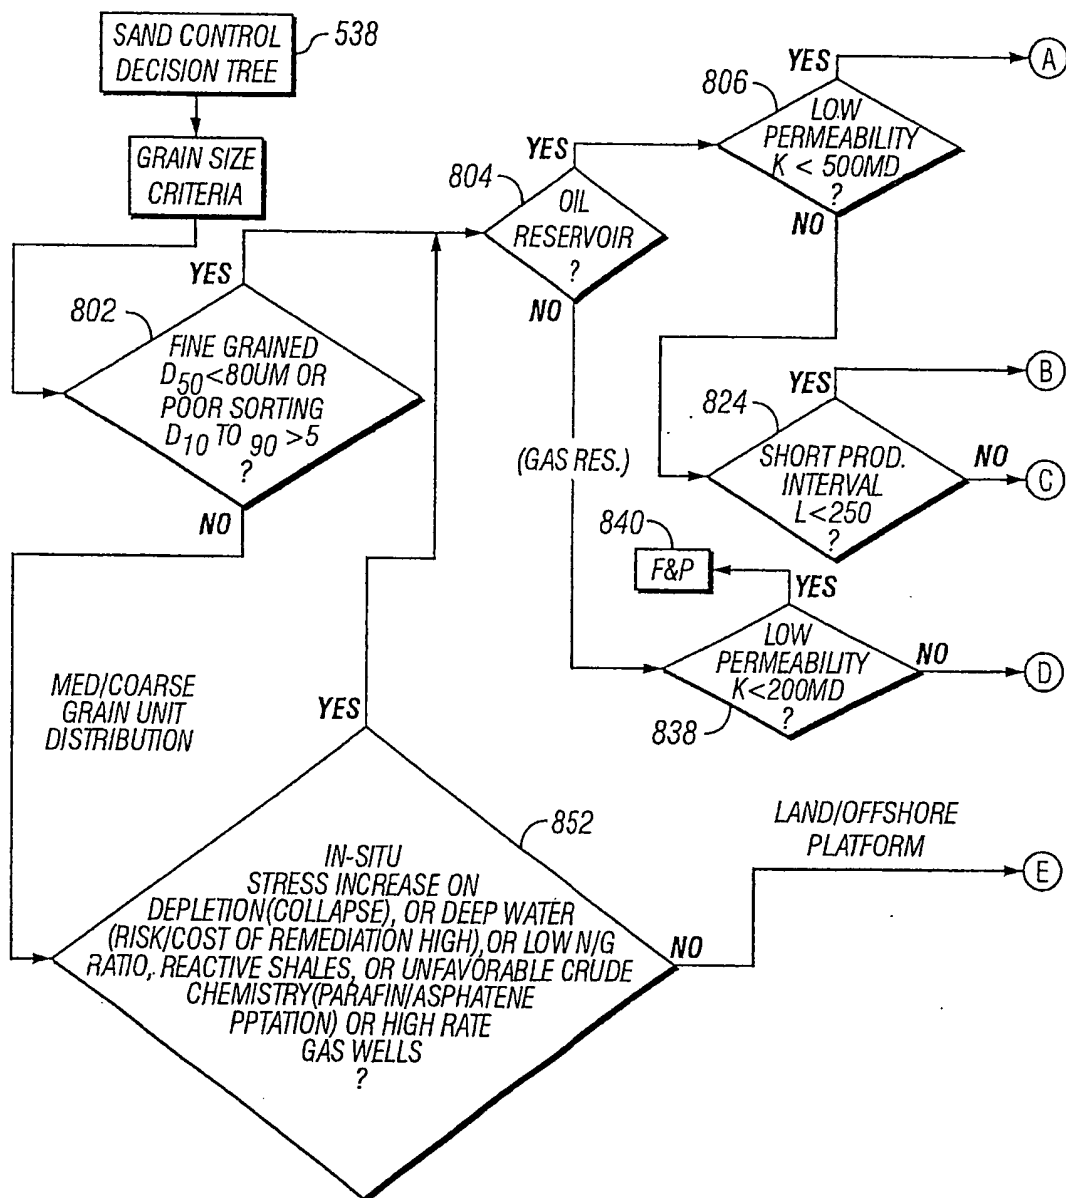 SAND CONTROL
DECISION TREE
538
GRAIN SIZE
CRITERIA
YES
802
FINE GRAINED
D50<80UM OR
POOR SORTING
D10 TO 90 >5
?
NO
YES
804
OIL
RESERVOIR
?
NO
YES
A
806
LOW
PERMEABILITY
K < 500MD
?
NO
YES
B
824
SHORT PROD.
INTERVAL
L<250
?
NO
C
(GAS RES.)
840
F&P
YES
LOW
PERMEABILITY
K<200MD
?
838
NO
D
MED/COARSE
GRAIN UNIT
DISTRIBUTION
YES
852
IN-SITU
STRESS INCREASE ON
DEPLETION(COLLAPSE), OR DEEP WATER
(RISK/COST OF REMEDIATION HIGH),OR LOW N/G
RATIO, REACTIVE SHALES, OR UNFAVORABLE CRUDE
CHEMISTRY(PARAFIN/ASPHATENE
PPTATION) OR HIGH RATE
GAS WELLS
?
NO
LAND/OFFSHORE
PLATFORM
E